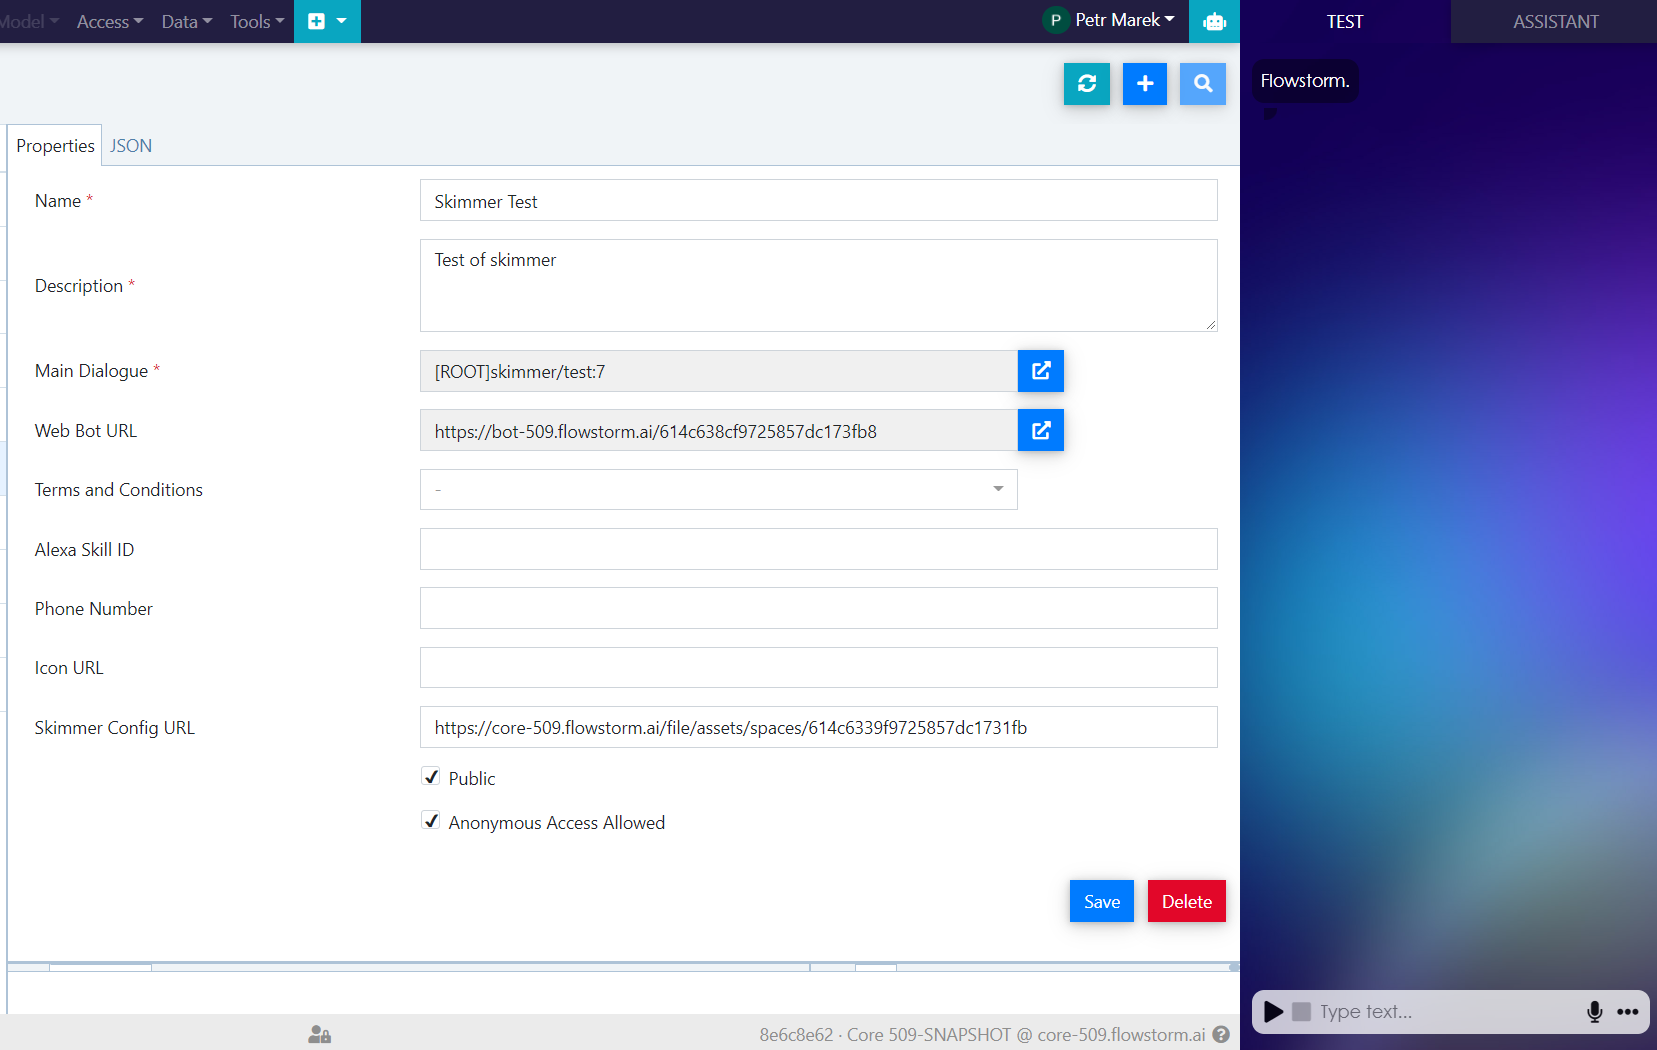 Model Access Data Tools
P Petr Marek
TEST ASSISTANT
Flowstorm.
Properties JSON
Name * Skimmer Test
Description * Test of skimmer
Main Dialogue * [ROOT]skimmer/test:7
Web Bot URL https://bot-509.flowstorm.ai/614c638cf9725857dc173fb8
Terms and Conditions -
Alexa Skill ID
Phone Number
Icon URL
Skimmer Config URL https://core-509.flowstorm.ai/file/assets/spaces/614c6339f9725857dc1731fb
Public
Anonymous Access Allowed
Save Delete
Type text...
8e6c8e62 · Core 509-SNAPSHOT @ core-509.flowstorm.ai